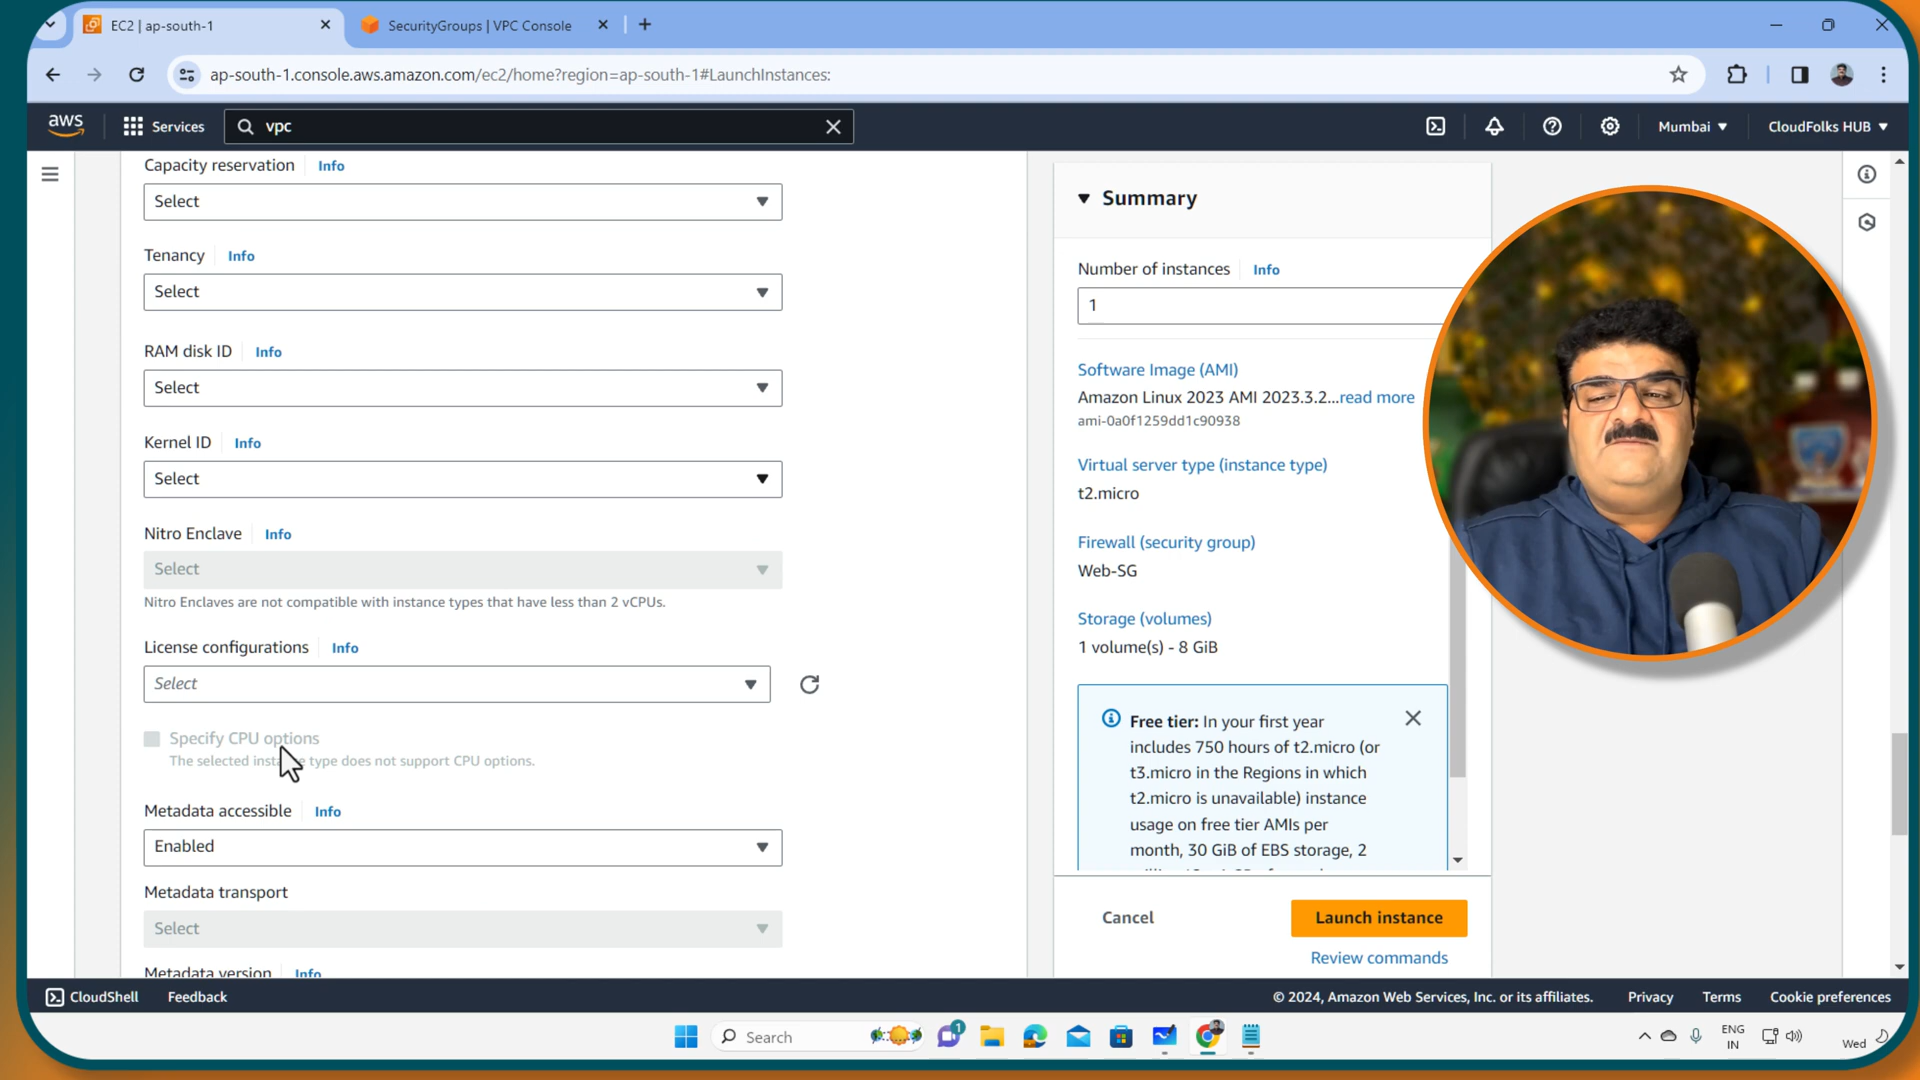 EC2 | ap-south-1
SecurityGroups | VPC Console
ap-south-1.console.aws.amazon.com/ec2/home?region=ap-south-1#LaunchInstances:
aws
Services
vpc
Mumbai
CloudFolks HUB
Capacity reservation Info
Select
Tenancy Info
Select
RAM disk ID Info
Select
Kernel ID Info
Select
Nitro Enclave Info
Select
Nitro Enclaves are not compatible with instance types that have less than 2 vCPUs.
License configurations Info
Select
Specify CPU options
The selected instance type does not support CPU options.
Metadata accessible Info
Enabled
Metadata transport
Select
Metadata version Info
Summary
Number of instances Info
1
Software Image (AMI)
Amazon Linux 2023 AMI 2023.3.2...read more
ami-0a0f1259dd1c90938
Virtual server type (instance type)
t2.micro
Firewall (security group)
Web-SG
Storage (volumes)
1 volume(s) - 8 GiB
Free tier: In your first year
includes 750 hours of t2.micro (or
t3.micro in the Regions in which
t2.micro is unavailable) instance
usage on free tier AMIs per
month, 30 GiB of EBS storage, 2
Cancel
Launch instance
Review commands
CloudShell Feedback
© 2024, Amazon Web Services, Inc. or its affiliates. Privacy Terms Cookie preferences
Search
1
ENG
IN
Wed